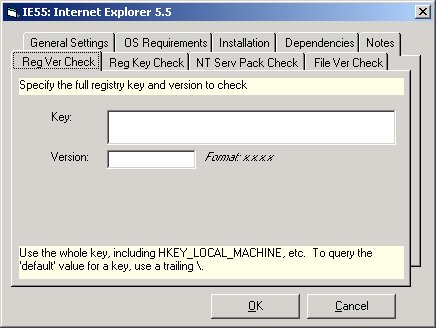 IE55: Internet Explorer 5.5
General Settings OS Requirements Installation Dependencies Notes
Reg Ver Check Reg Key Check NT Serv Pack Check File Ver Check
Specify the full registry key and version to check
Key:
Version: Format: x.x.x.x
Use the whole key, including HKEY_LOCAL_MACHINE, etc. To query the
'default' value for a key, use a trailing \.
OK Cancel